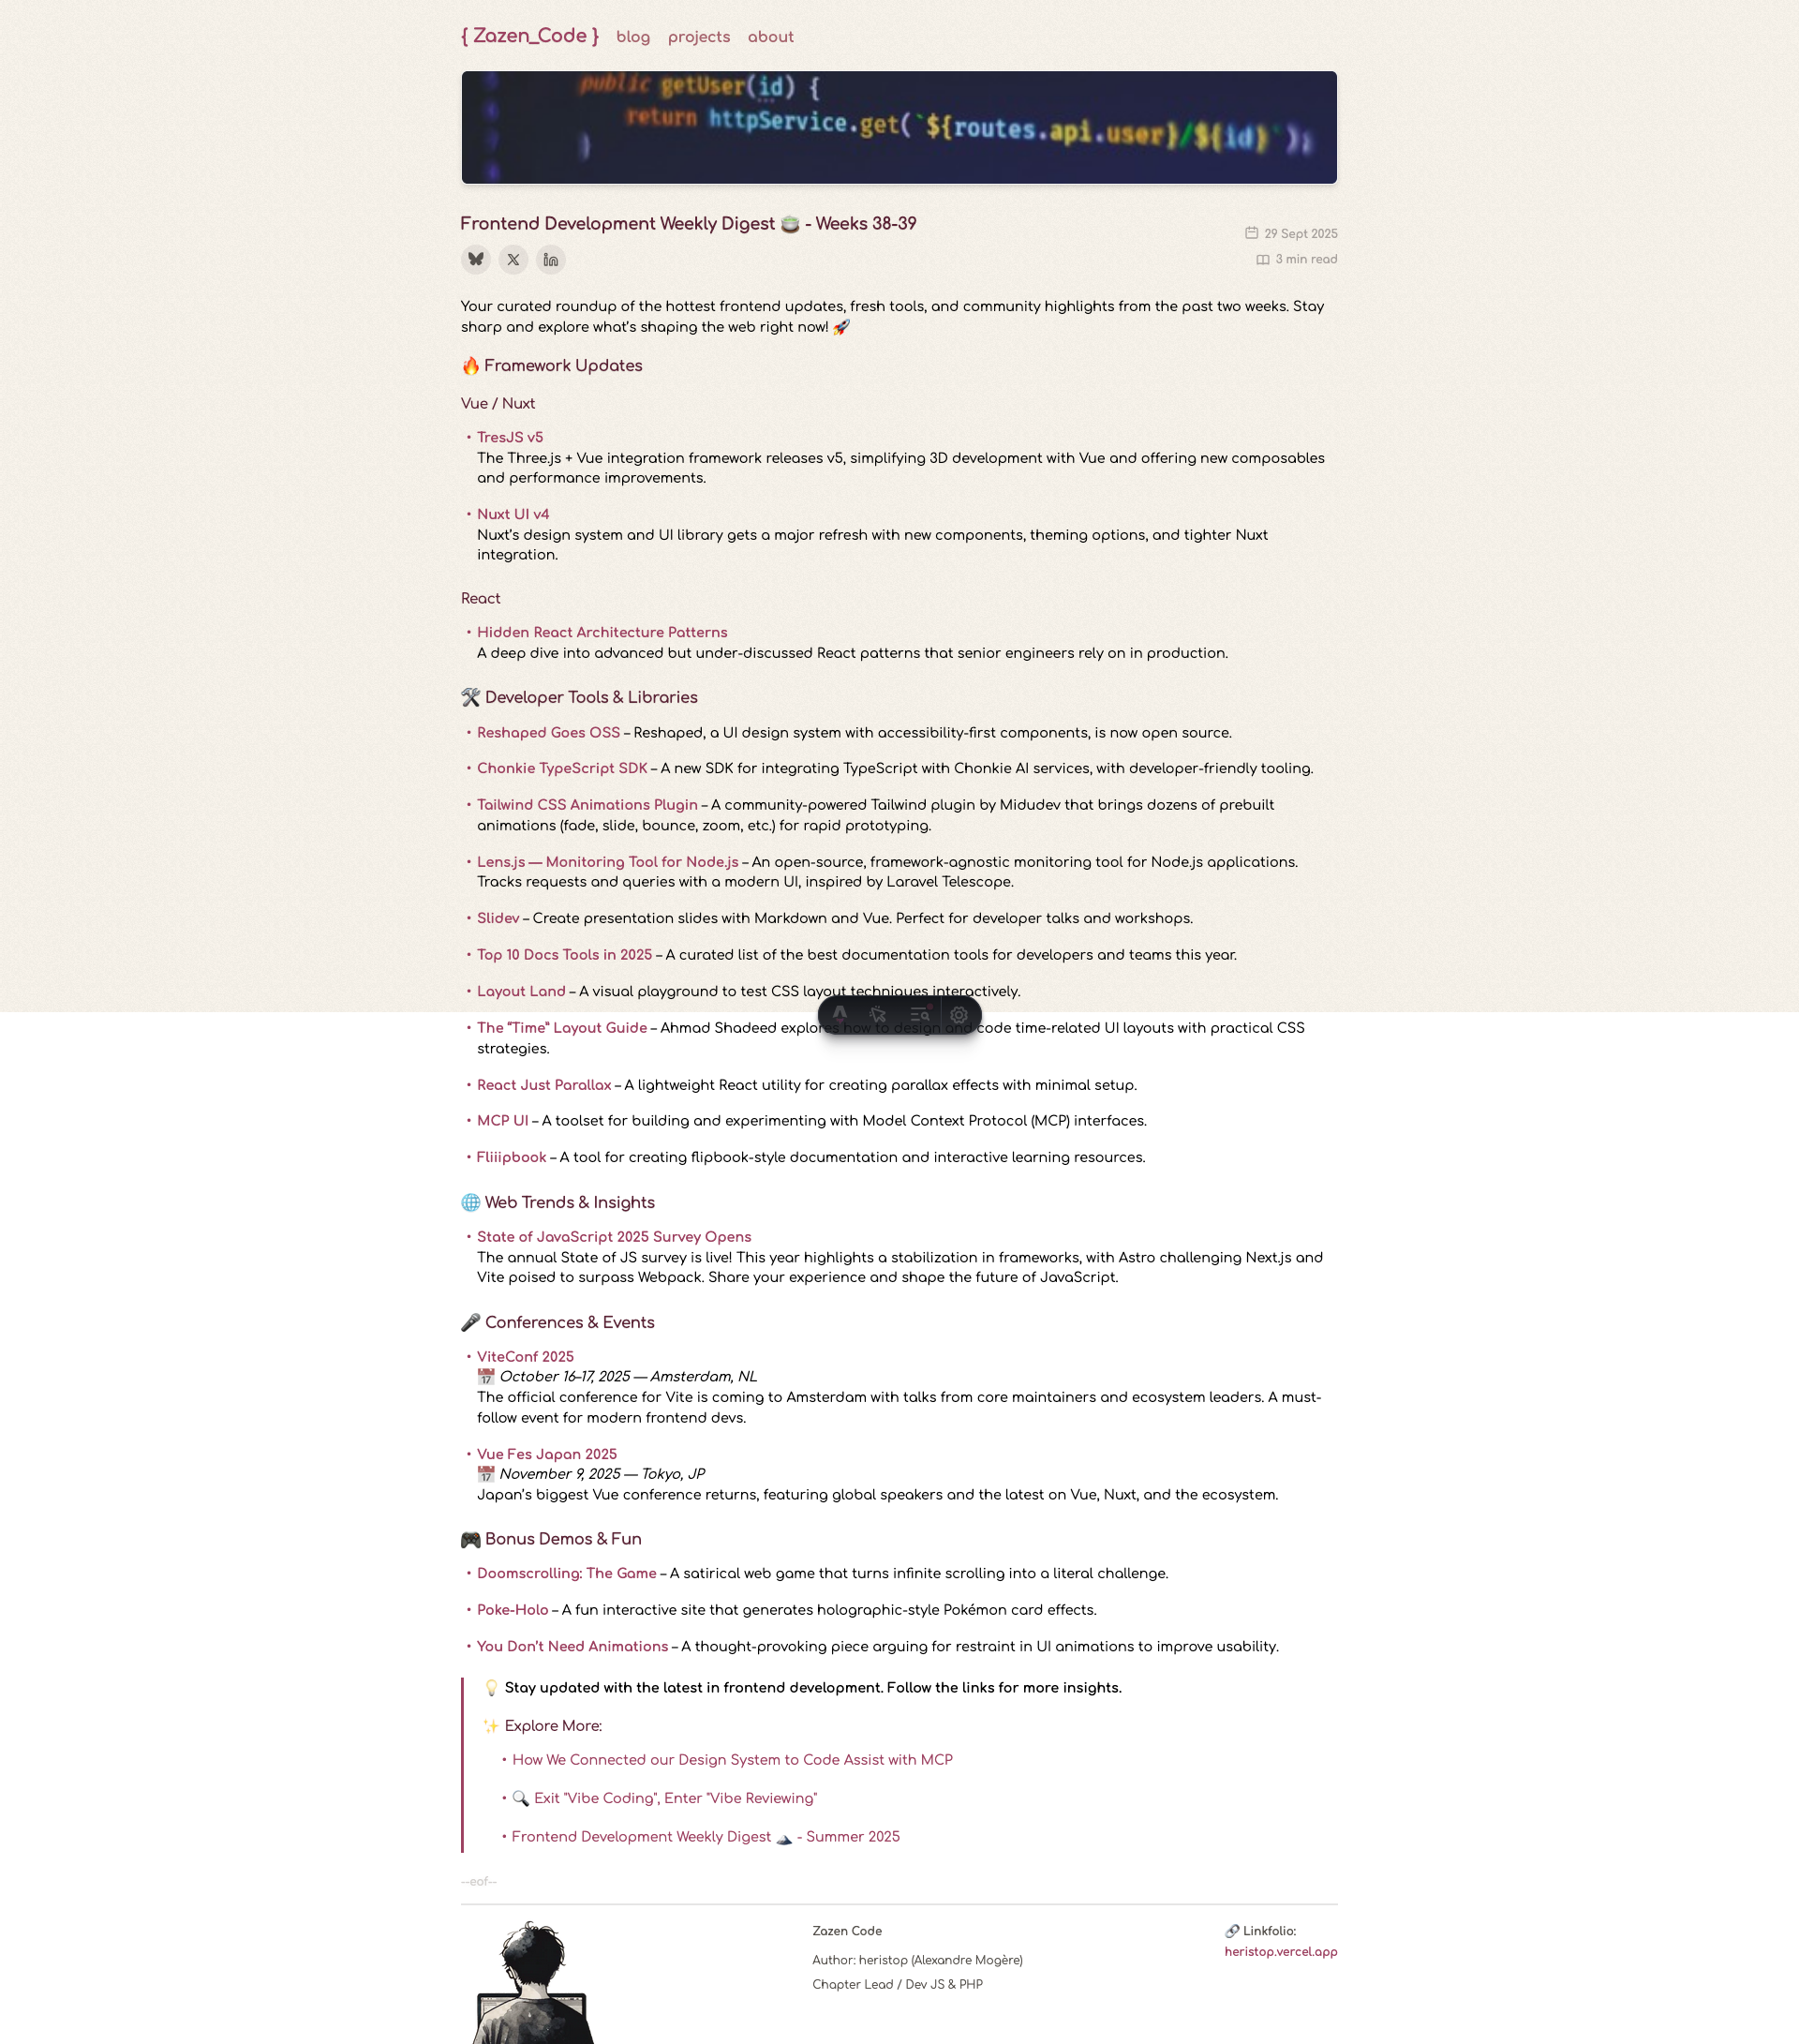 { Zazen_Code } blog projects about
public getUser(id) {
return httpService.get(`${routes.api.user}/${id}`);
}
Frontend Development Weekly Digest 🍵 - Weeks 38-39
29 Sept 2025
3 min read
Your curated roundup of the hottest frontend updates, fresh tools, and community highlights from the past two weeks. Stay
sharp and explore what's shaping the web right now! 🚀
🔥 Framework Updates
Vue / Nuxt
• TresJS v5
The Three.js + Vue integration framework releases v5, simplifying 3D development with Vue and offering new composables
and performance improvements.
• Nuxt UI v4
Nuxt's design system and UI library gets a major refresh with new components, theming options, and tighter Nuxt
integration.
React
• Hidden React Architecture Patterns
A deep dive into advanced but under-discussed React patterns that senior engineers rely on in production.
🛠️ Developer Tools & Libraries
• Reshaped Goes OSS – Reshaped, a UI design system with accessibility-first components, is now open source.
• Chonkie TypeScript SDK – A new SDK for integrating TypeScript with Chonkie AI services, with developer-friendly tooling.
• Tailwind CSS Animations Plugin – A community-powered Tailwind plugin by Midudev that brings dozens of prebuilt
animations (fade, slide, bounce, zoom, etc.) for rapid prototyping.
• Lens.js — Monitoring Tool for Node.js – An open-source, framework-agnostic monitoring tool for Node.js applications.
Tracks requests and queries with a modern UI, inspired by Laravel Telescope.
• Slidev – Create presentation slides with Markdown and Vue. Perfect for developer talks and workshops.
• Top 10 Docs Tools in 2025 – A curated list of the best documentation tools for developers and teams this year.
• Layout Land – A visual playground to test CSS layout techniques interactively.
• The “Time” Layout Guide – Ahmad Shadeed explores how to design and code time-related UI layouts with practical CSS
strategies.
• React Just Parallax – A lightweight React utility for creating parallax effects with minimal setup.
• MCP UI – A toolset for building and experimenting with Model Context Protocol (MCP) interfaces.
• Fliiipbook – A tool for creating flipbook-style documentation and interactive learning resources.
🌐 Web Trends & Insights
• State of JavaScript 2025 Survey Opens
The annual State of JS survey is live! This year highlights a stabilization in frameworks, with Astro challenging Next.js and
Vite poised to surpass Webpack. Share your experience and shape the future of JavaScript.
🎤 Conferences & Events
• ViteConf 2025
📅 October 16–17, 2025 — Amsterdam, NL
The official conference for Vite is coming to Amsterdam with talks from core maintainers and ecosystem leaders. A must-
follow event for modern frontend devs.
• Vue Fes Japan 2025
📅 November 9, 2025 — Tokyo, JP
Japan's biggest Vue conference returns, featuring global speakers and the latest on Vue, Nuxt, and the ecosystem.
🎮 Bonus Demos & Fun
• Doomscrolling: The Game – A satirical web game that turns infinite scrolling into a literal challenge.
• Poke-Holo – A fun interactive site that generates holographic-style Pokémon card effects.
• You Don't Need Animations – A thought-provoking piece arguing for restraint in UI animations to improve usability.
💡 Stay updated with the latest in frontend development. Follow the links for more insights.
✨ Explore More:
• How We Connected our Design System to Code Assist with MCP
• 🔍 Exit "Vibe Coding", Enter "Vibe Reviewing"
• Frontend Development Weekly Digest 🗻 - Summer 2025
--eof--
Zazen Code
Author: heristop (Alexandre Mogère)
Chapter Lead / Dev JS & PHP
🔗 Linkfolio:
heristop.vercel.app